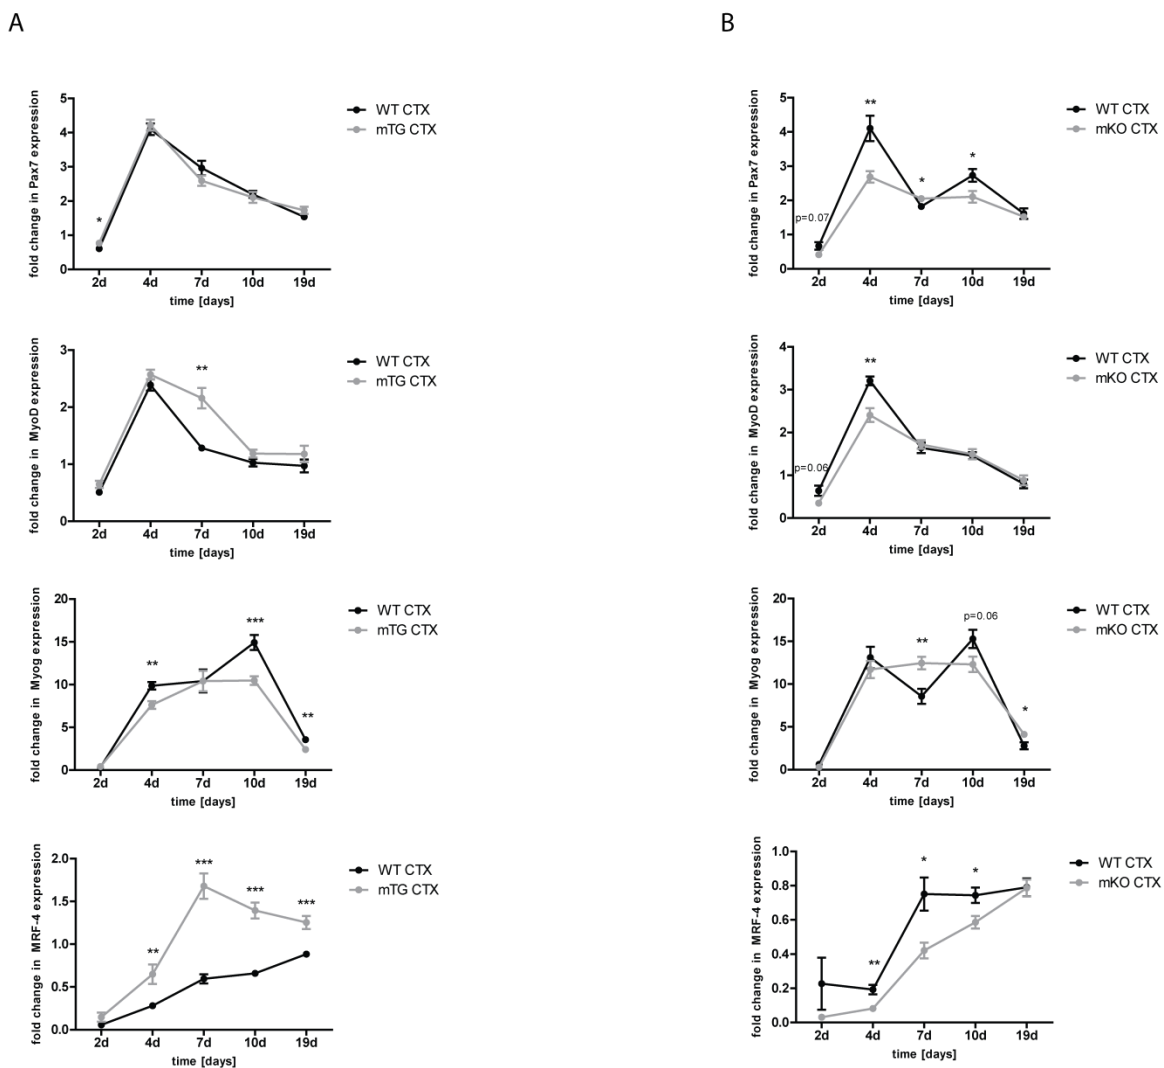 A
B
fold change in Pax7 expression
5
4
3
2
1
0
*
2d 4d 7d 10d 19d
time [days]
WT CTX
mTG CTX
fold change in Pax7 expression
5
4
3
2
1
0
p=0.07
**
*
*
2d 4d 7d 10d 19d
time [days]
WT CTX
mKO CTX
fold change in MyoD expression
3
2
1
0
**
2d 4d 7d 10d 19d
time [days]
WT CTX
mTG CTX
fold change in MyoD expression
4
3
2
1
0
p=0.06
**
2d 4d 7d 10d 19d
time [days]
WT CTX
mKO CTX
fold change in Myog expression
20
15
10
5
0
**
***
**
2d 4d 7d 10d 19d
time [days]
WT CTX
mTG CTX
fold change in Myog expression
20
15
10
5
0
**
p=0.06
*
2d 4d 7d 10d 19d
time [days]
WT CTX
mKO CTX
fold change in MRF-4 expression
2.0
1.5
1.0
0.5
0.0
**
***
***
***
2d 4d 7d 10d 19d
time [days]
WT CTX
mTG CTX
fold change in MRF-4 expression
1.0
0.8
0.6
0.4
0.2
0.0
**
*
*
2d 4d 7d 10d 19d
time [days]
WT CTX
mKO CTX